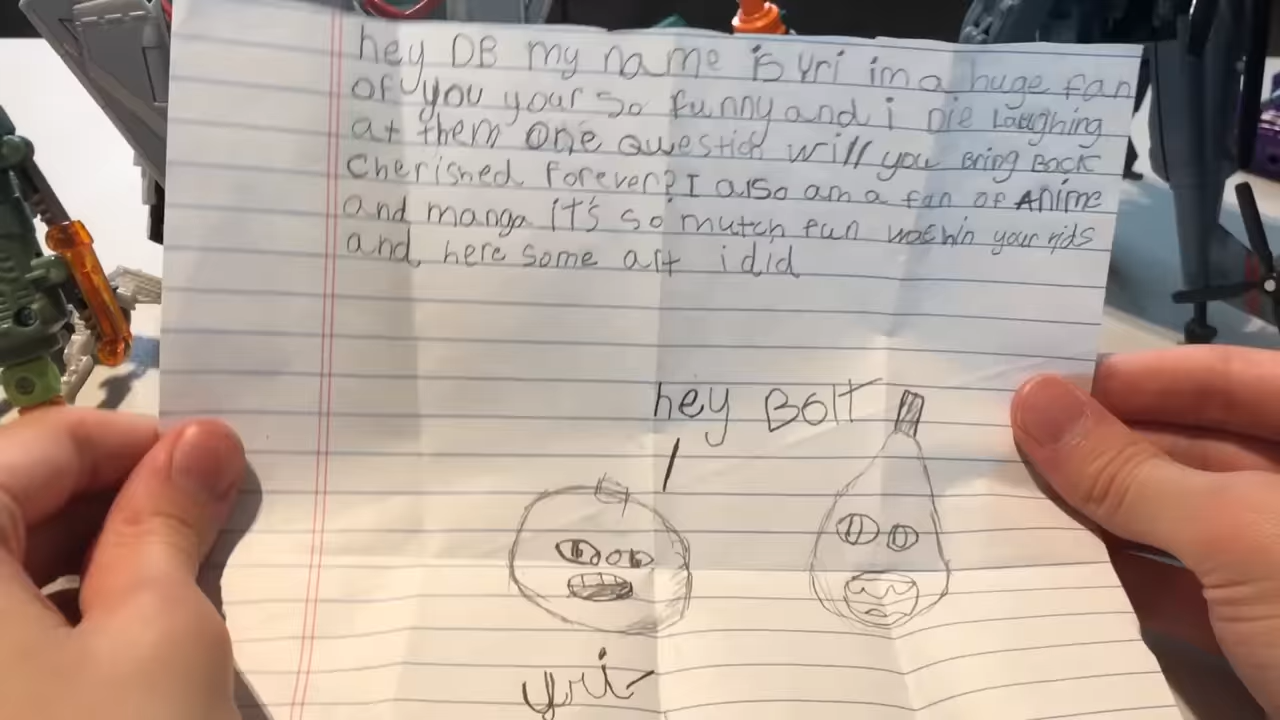 hey DB my name is yri im a huge fan
of you your so funny and i Die Laughing
at them One question will you Bring Back
Cherished forever? I also am a fan of Anime
and manga it's so mutch fun watchin your vids
and, here some art i did
hey Bolt
yri